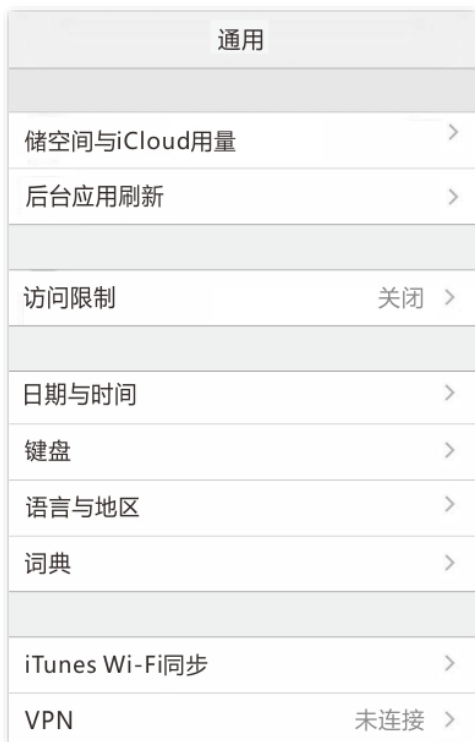 通用
储空间与iCloud用量
后台应用刷新
访问限制 关闭
日期与时间
键盘
语言与地区
词典
iTunes Wi-Fi同步
VPN 未连接